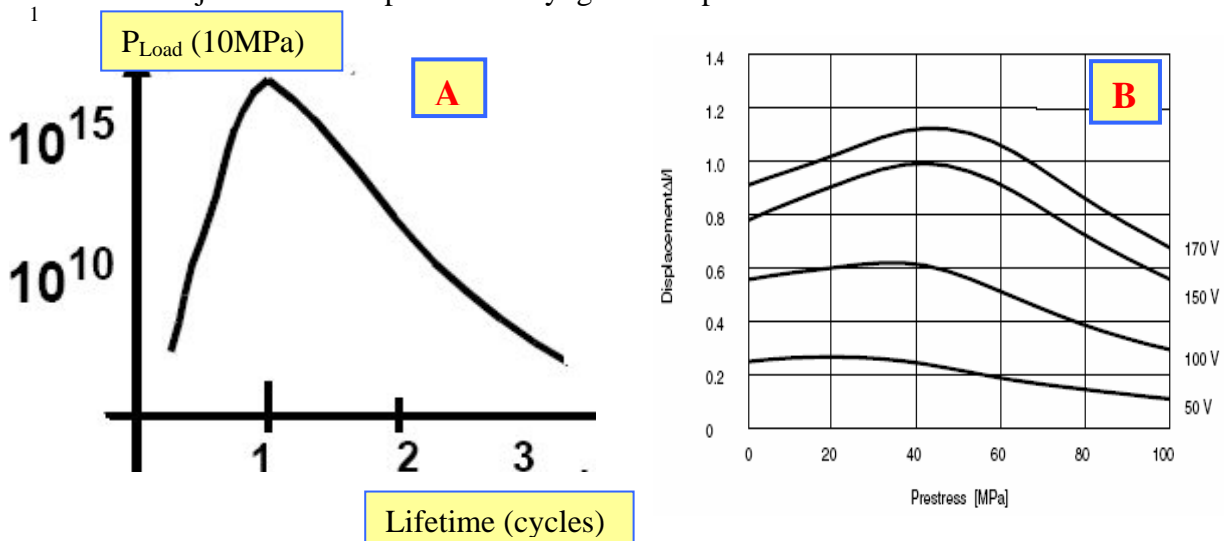 1
P_Load (10MPa)
A
10^15
10^10
1
2
3
Lifetime (cycles)
B
1.4
1.2
1.0
0.8
0.6
0.4
0.2
0
Displacement Δl/l
170 V
150 V
100 V
50 V
0 20 40 60 80 100
Prestress [MPa]